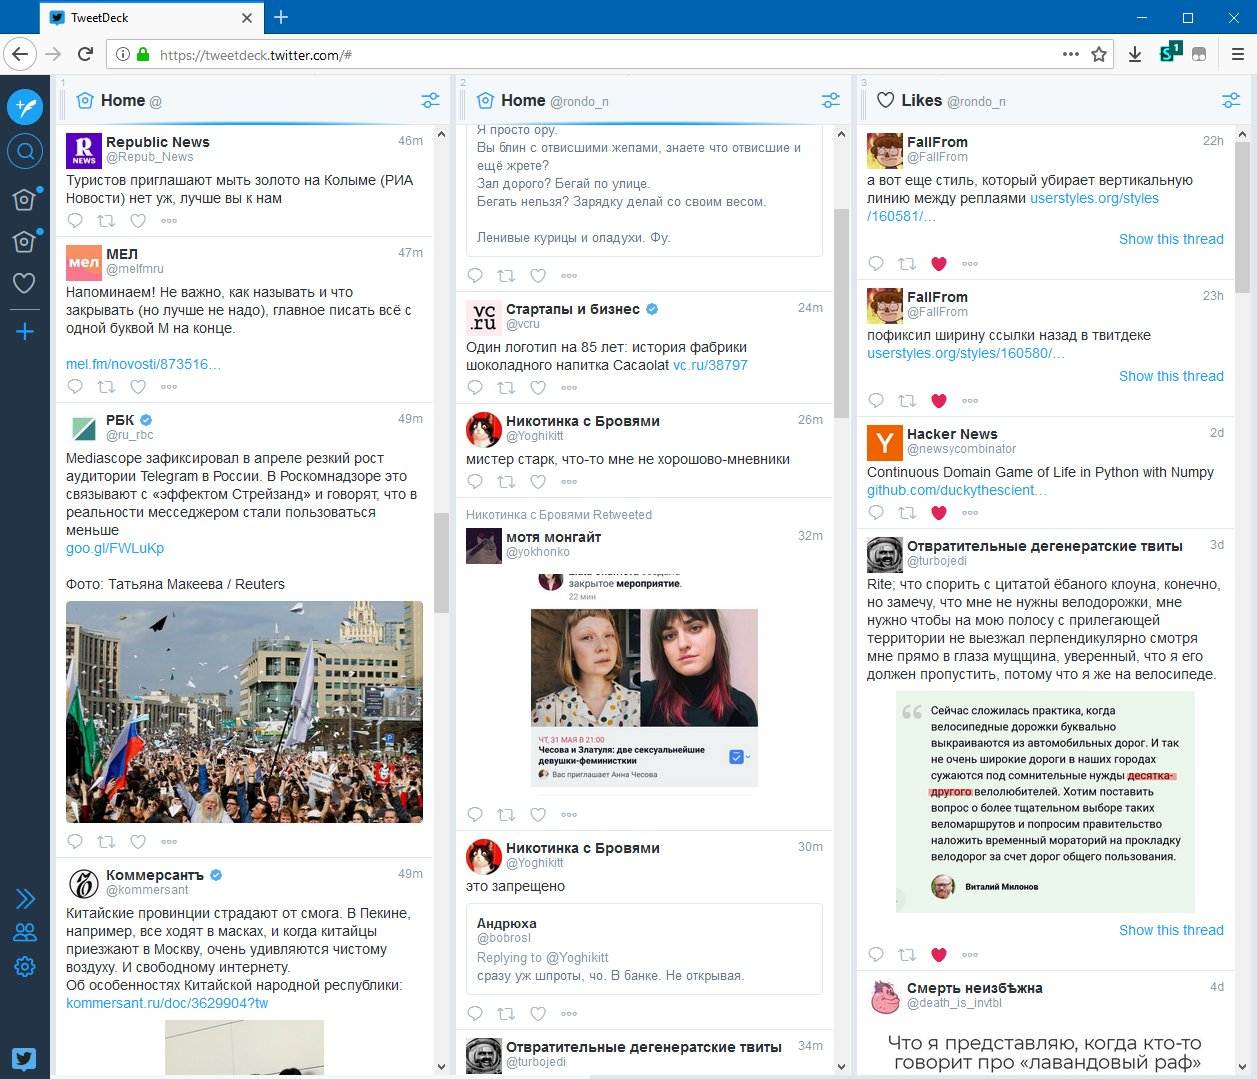 TweetDeck
https://tweetdeck.twitter.com/#
1
1
Home @
Republic News
46m
@Repub_News
NEWS
Туристов приглашают мыть золото на Колыме (РИА
Новости) нет уж, лучше вы к нам
МЕЛ
47m
@melfmru
мел
Напоминаем! Не важно, как называть и что
закрывать (но лучше не надо), главное писать всё с
одной буквой М на конце.
mel.fm/novosti/873516…
РБК
49m
@ru_rbc
Mediascope зафиксировал в апреле резкий рост
аудитории Telegram в России. В Роскомнадзоре это
связывают с «эффектом Стрейзанд» и говорят, что в
реальности месседжером стали пользоваться
меньше
goo.gl/FWLuKp
Фото: Татьяна Макеева / Reuters
Коммерсантъ
49m
@kommersant
Китайские провинции страдают от смога. В Пекине,
например, все ходят в масках, и когда китайцы
приезжают в Москву, очень удивляются чистому
воздуху. И свободному интернету.
Об особенностях Китайской народной республики:
kommersant.ru/doc/3629904?tw
2
Home @rondo_n
Я просто ору.
Вы блин с отвисшими жепами, знаете что отвисшие и
ещё жрете?
Зал дорого? Бегай по улице.
Бегать нельзя? Зарядку делай со своим весом.
Ленивые курицы и оладухи. Фу.
Стартапы и бизнес
24m
@vcru
vc
.ru
Один логотип на 85 лет: история фабрики
шоколадного напитка Cacaolat vc.ru/38797
Никотинка с Бровями
26m
@Yoghikitt
мистер старк, что-то мне не хорошово-мневники
Никотинка с Бровями Retweeted
мотя монгайт
32m
@yokhonko
закрытое мероприятие.
22 мин
ЧТ, 31 МАЯ В 21:00
Чесова и Златуля: две сексуальнейшие
девушки-феминисткии
Вас приглашает Анна Чесова
Никотинка с Бровями
30m
@Yoghikitt
это запрещено
Андрюха
@bobrosl
Replying to @Yoghikitt
сразу уж шпроты, чо. В банке. Не открывая.
Отвратительные дегенератские твиты
34m
@turbojedi
3
Likes @rondo_n
FallFrom
22h
@FallFrom
а вот еще стиль, который убирает вертикальную
линию между реплаями userstyles.org/styles
/160581/…
Show this thread
FallFrom
23h
@FallFrom
пофиксил ширину ссылки назад в твитдеке
userstyles.org/styles/160580/…
Show this thread
Hacker News
2d
@newsycombinator
Y
Continuous Domain Game of Life in Python with Numpy
github.com/duckythescient…
Отвратительные дегенератские твиты
3d
@turbojedi
Rite; что спорить с цитатой ёбаного клоуна, конечно,
но замечу, что мне не нужны велодорожки, мне
нужно чтобы на мою полосу с прилегающей
территории не выезжал перпендикулярно смотря
мне прямо в глаза мущщина, уверенный, что я его
должен пропустить, потому что я же на велосипеде.
Сейчас сложилась практика, когда
велосипедные дорожки буквально
выкраиваются из автомобильных дорог. И так
не очень широкие дороги в наших городах
сужаются под сомнительные нужды десятка-
другого велолюбителей. Хотим поставить
вопрос о более тщательном выборе таких
веломаршрутов и попросим правительство
наложить временный мораторий на прокладку
велодорог за счет дорог общего пользования.
Виталий Милонов
Show this thread
Смерть неизбѣжна
4d
@death_is_invtbl
Что я представляю, когда кто-то
говорит про «лавандовый раф»